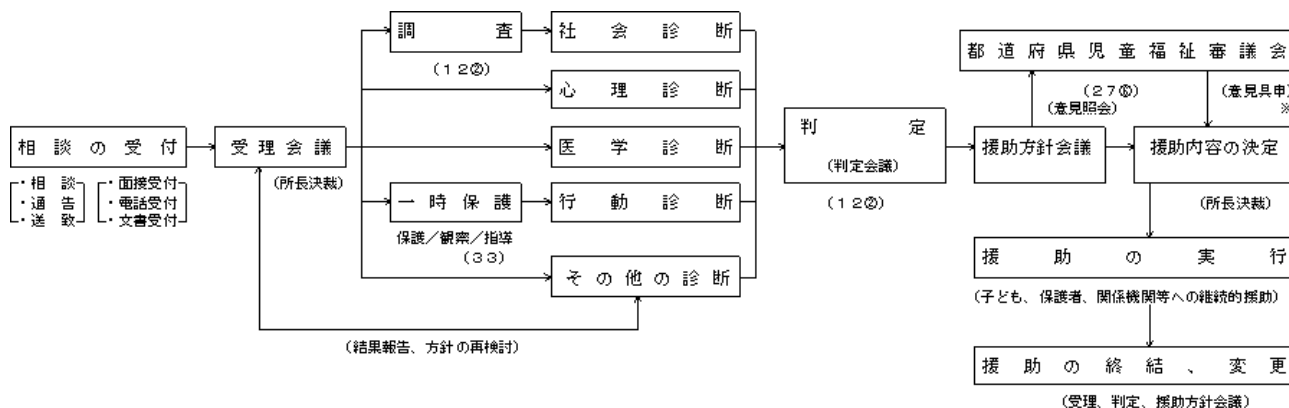 調査
社会診断
都道府県児童福祉審議会
(12②)
(27⑥)
(意見照会)
(意見具申)
※
心理診断
相談の受付
受理会議
医学診断
判定
(判定会議)
援助方針会議
援助内容の決定
(所長決裁)
(12②)
(所長決裁)
・相談
・通告
・送致
・面接受付
・電話受付
・文書受付
一時保護
行動診断
保護/観察/指導
(33)
その他の診断
援助の実行
(子ども、保護者、関係機関等への継続的援助)
(結果報告、方針の再検討)
援助の終結、変更
(受理、判定、援助方針会議)